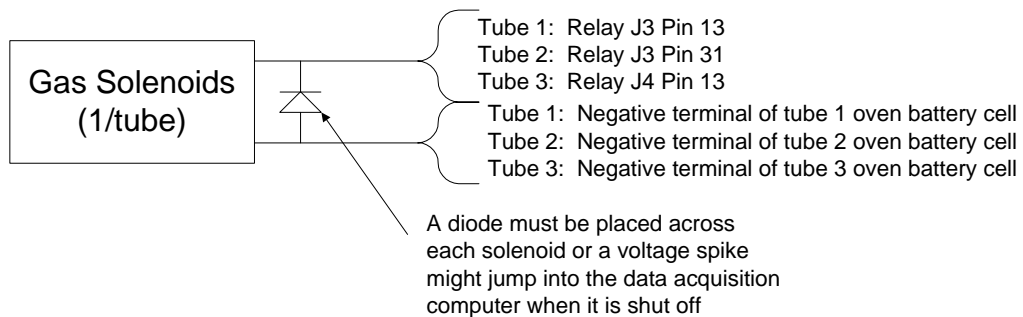 Gas Solenoids
(1/tube)
Tube 1:  Relay J3 Pin 13
Tube 2:  Relay J3 Pin 31
Tube 3:  Relay J4 Pin 13
Tube 1:  Negative terminal of tube 1 oven battery cell
Tube 2:  Negative terminal of tube 2 oven battery cell
Tube 3:  Negative terminal of tube 3 oven battery cell
A diode must be placed across
each solenoid or a voltage spike
might jump into the data acquisition
computer when it is shut off